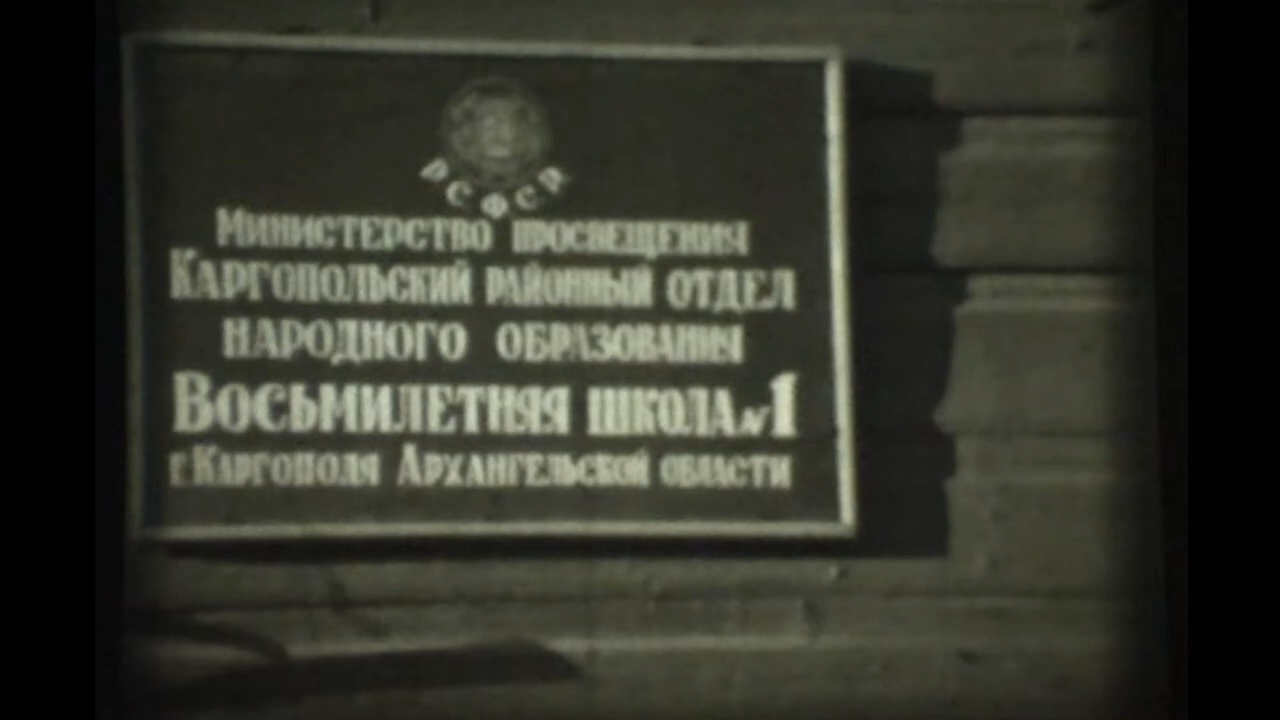 РСФСР
Министерство просвещения
Каргопольский районный отдел
народного образования
Восьмилетняя школа №1
г. Каргополя Архангельской области